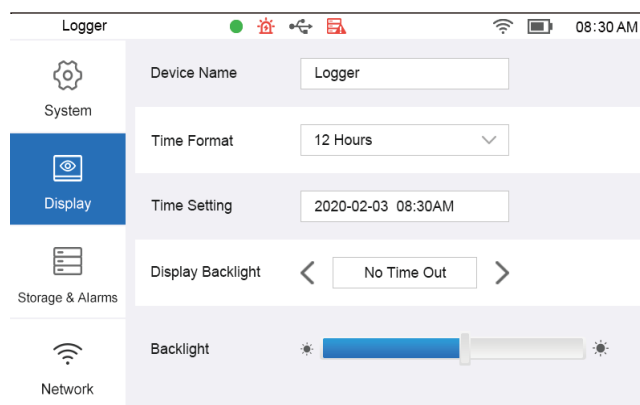 Logger
08:30 AM
System
Display
Storage & Alarms
Network
Device Name
Logger
Time Format
12 Hours
Time Setting
2020-02-03 08:30AM
Display Backlight
No Time Out
Backlight